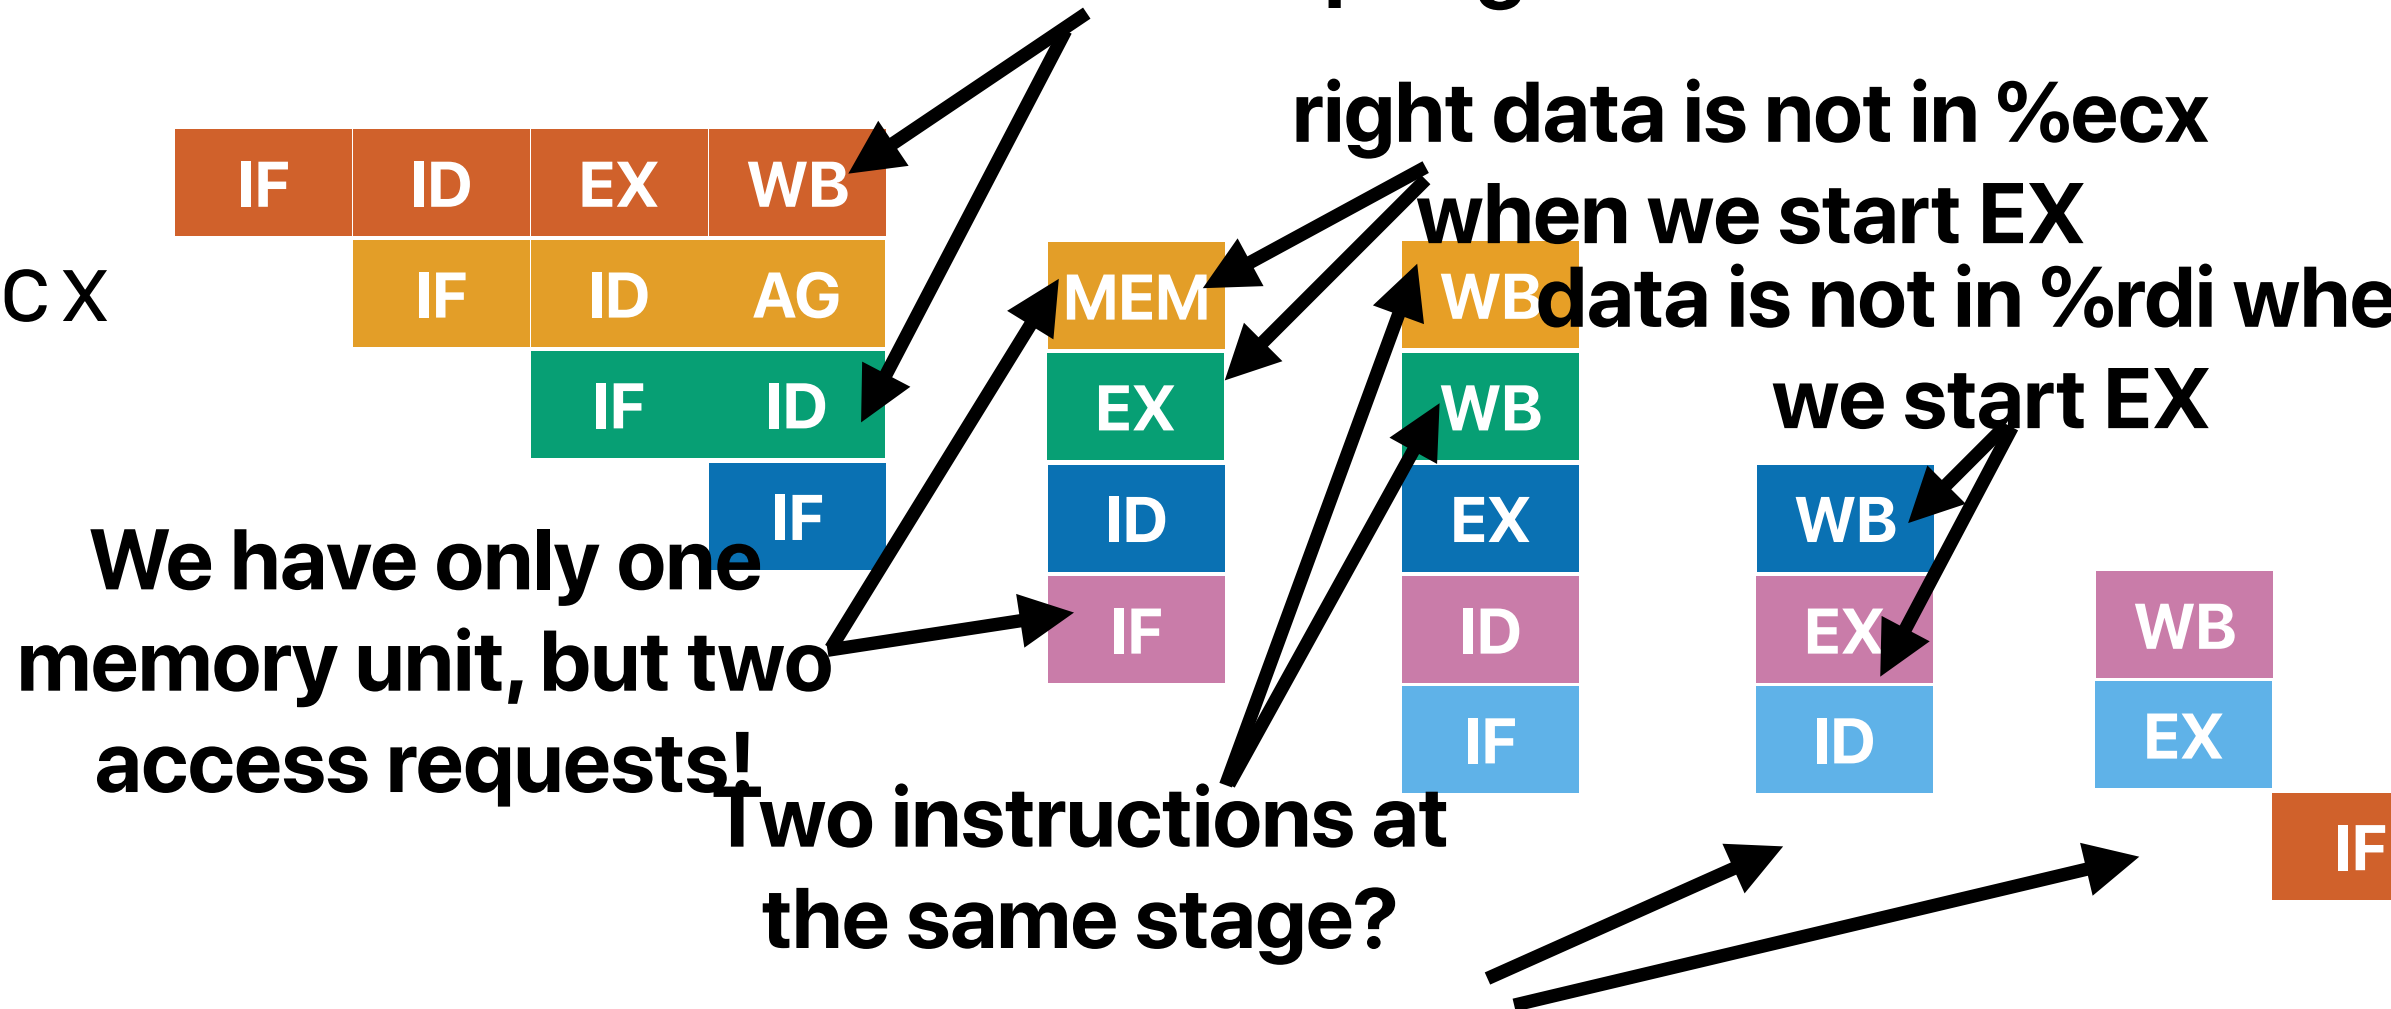 right data is not in %ecx
when we start EX
IF ID EX WB
cx IF ID AG MEM WB
data is not in %rdi whe
we start EX
IF ID EX WB
IF ID EX WB
We have only one
memory unit, but two
access requests!
IF ID EX WB
IF ID EX
Two instructions at
the same stage?
IF